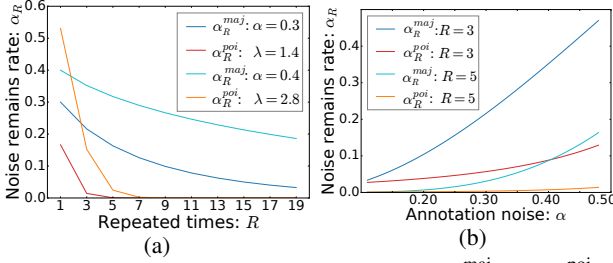 Noise remains rate: α_R
0.6
0.5
0.4
0.3
0.2
0.1
0.0
α_R^{maj}: α = 0.3
α_R^{poi}: λ = 1.4
α_R^{maj}: α = 0.4
α_R^{poi}: λ = 2.8
1 3 5 7 9 11 13 15 17 19
Repeated times: R
(a)
Noise remains rate: α_R
0.4
0.3
0.2
0.1
0.0
α_R^{maj}: R = 3
α_R^{poi}: R = 3
α_R^{maj}: R = 5
α_R^{poi}: R = 5
0.20 0.30 0.40 0.50
Annotation noise: α
(b)
maj poi